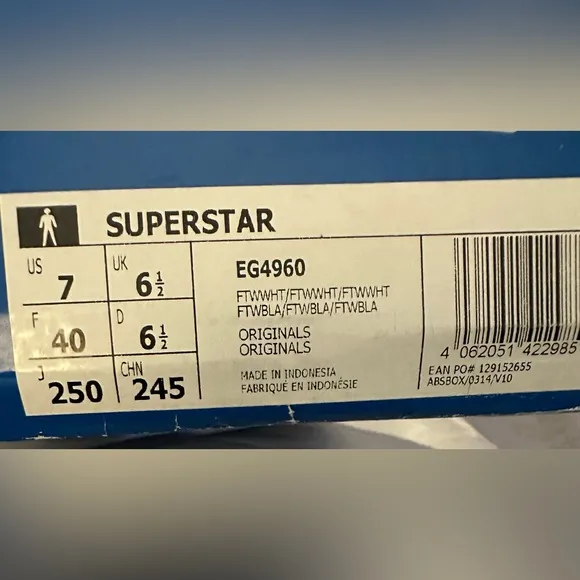 SUPERSTAR
US 7 UK 6½
F 40 D 6½
J 250 CHN 245
EG4960
FTWWHT/FTWWHT/FTWWHT
FTWBLA/FTWBLA/FTWBLA
ORIGINALS
ORIGINALS
MADE IN INDONESIA
FABRIQUÉ EN INDONÉSIE
4 062051 422985
EAN PO# 129152655
ABSBOX/0314/V10